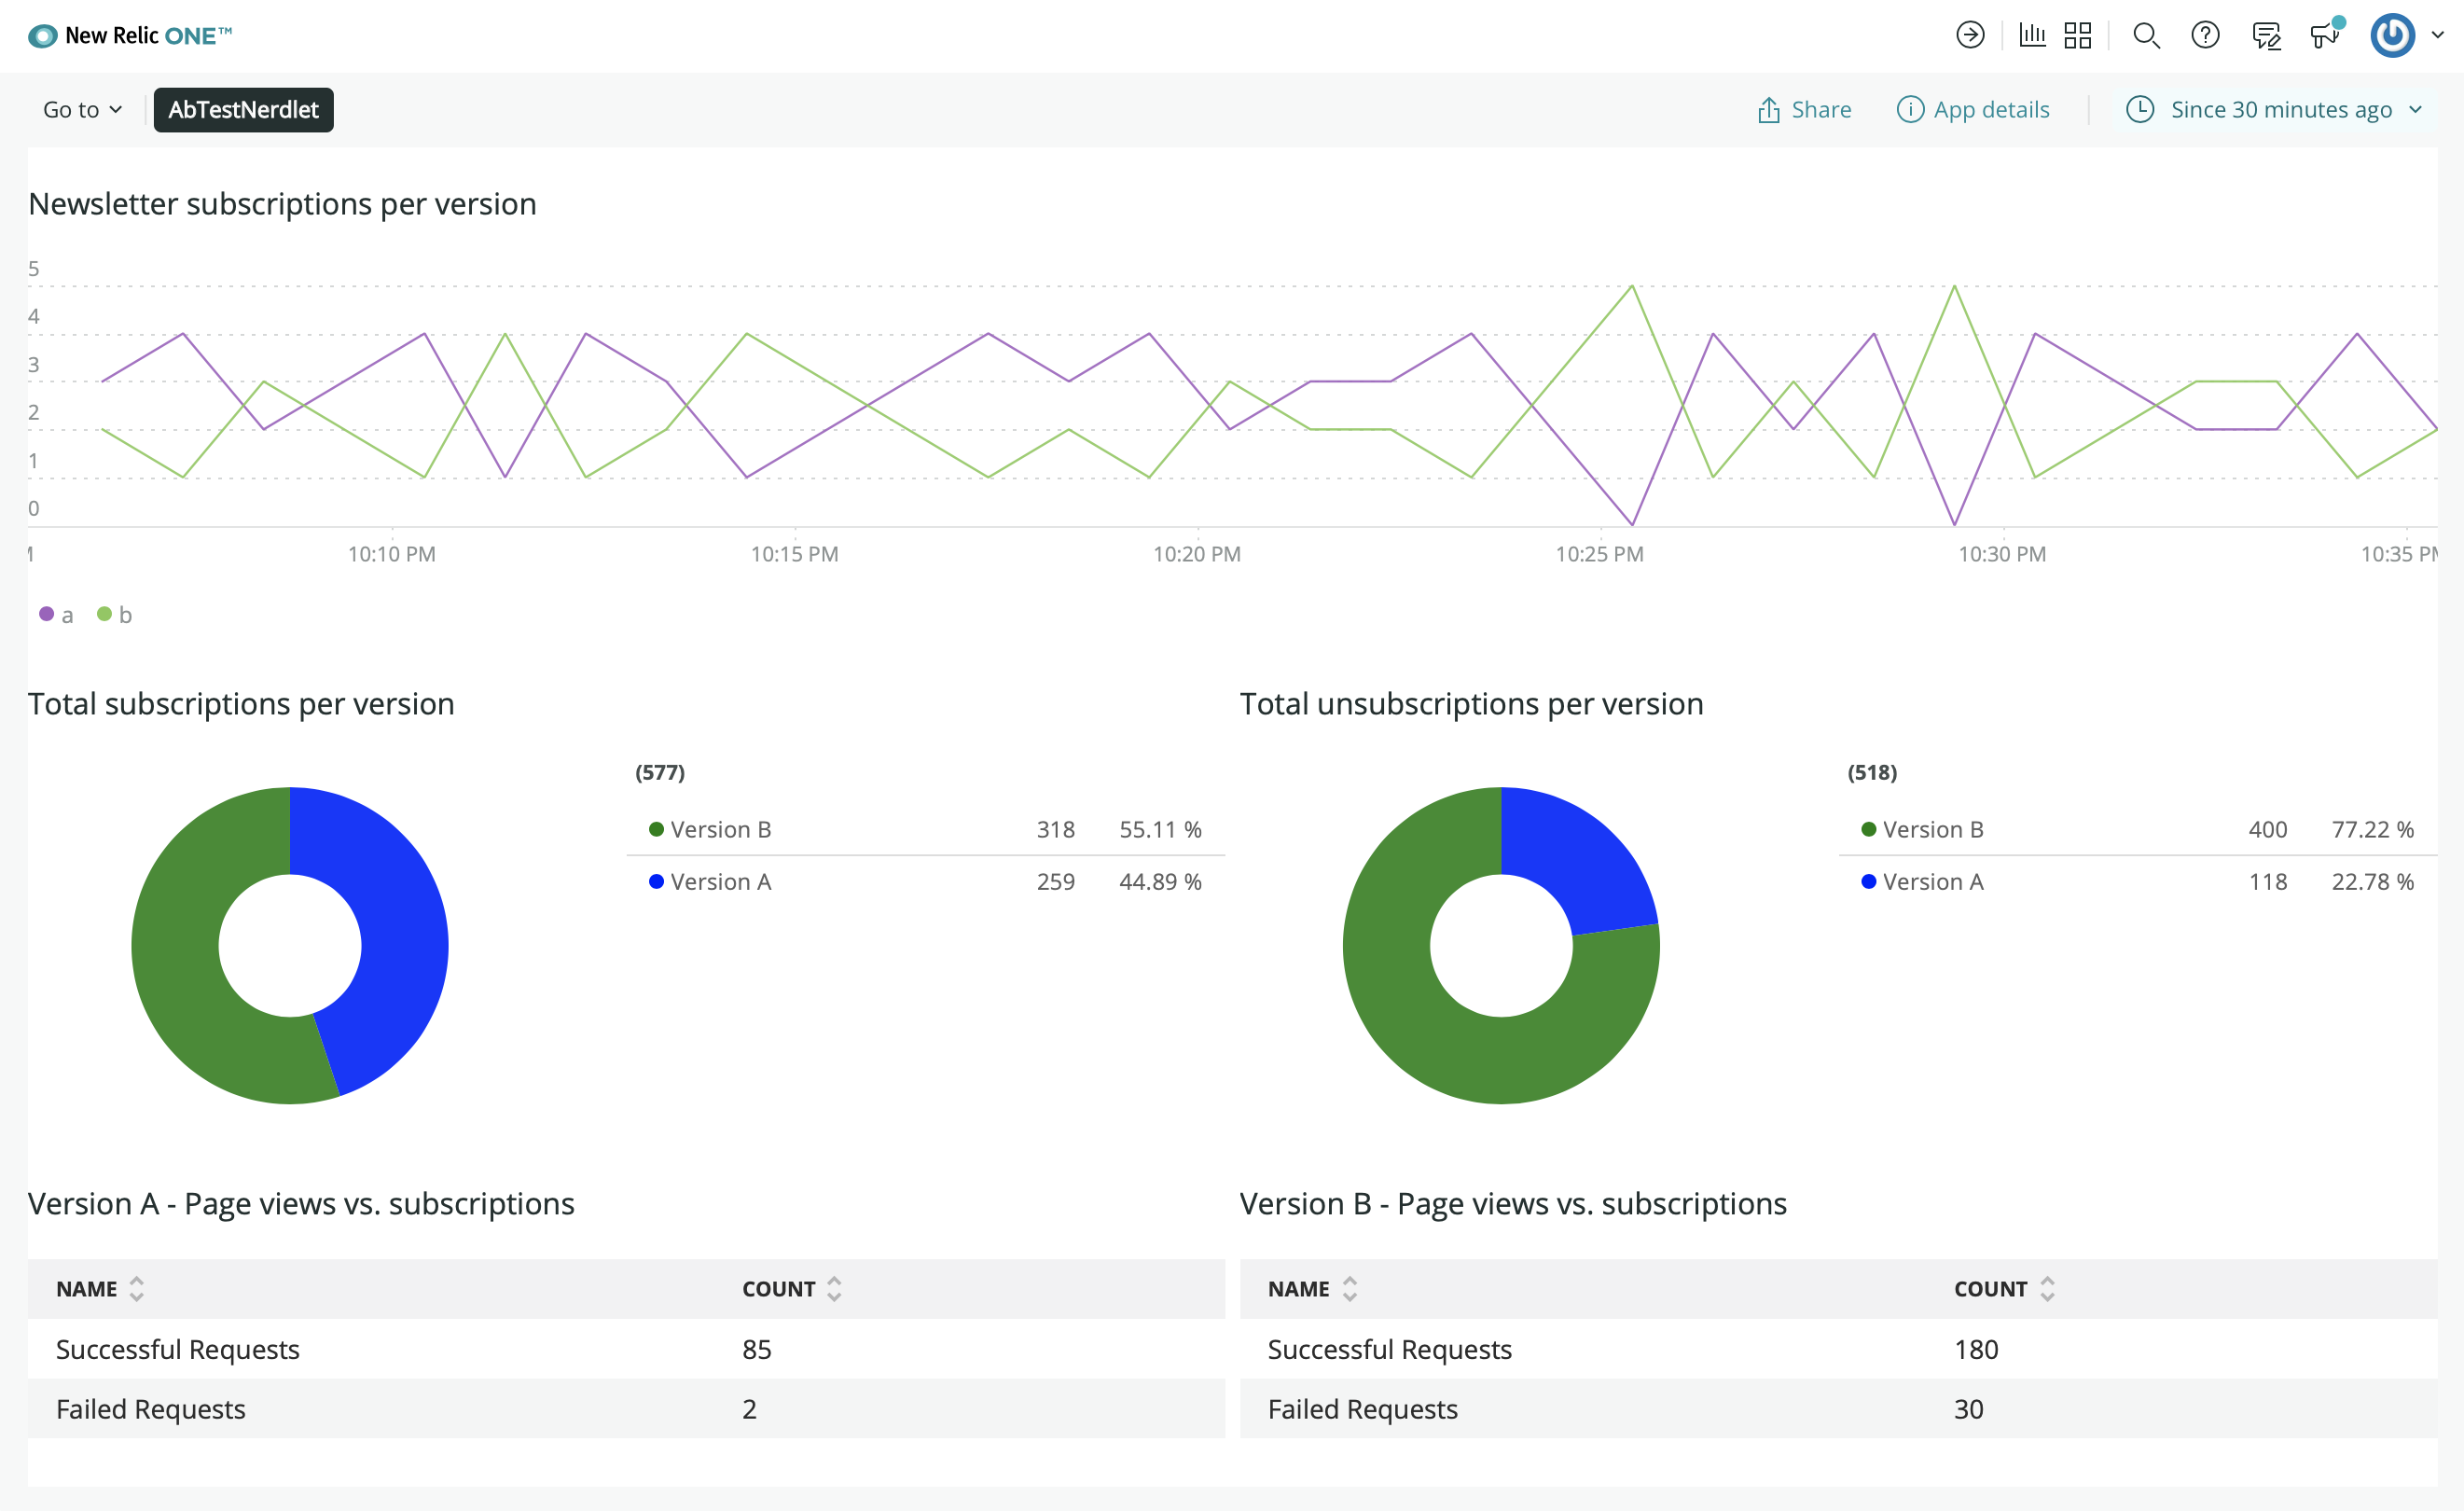 New Relic ONE™
Go to
AbTestNerdlet
Share
App details
Since 30 minutes ago
Newsletter subscriptions per version
5
4
3
2
1
0
10:10 PM
10:15 PM
10:20 PM
10:25 PM
10:30 PM
10:35 PM
a
b
Total subscriptions per version
(577)
Version B 318 55.11 %
Version A 259 44.89 %
Total unsubscriptions per version
(518)
Version B 400 77.22 %
Version A 118 22.78 %
Version A - Page views vs. subscriptions
NAME COUNT
Successful Requests 85
Failed Requests 2
Version B - Page views vs. subscriptions
NAME COUNT
Successful Requests 180
Failed Requests 30